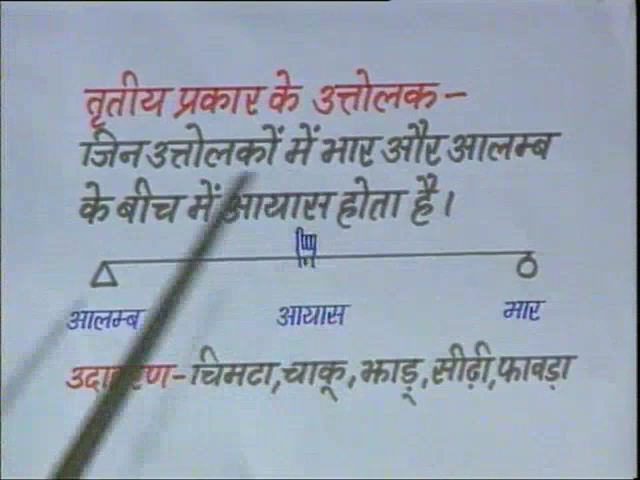 तृतीय प्रकार के उत्तोलक-
जिन उत्तोलकों में भार और आलम्ब
के बीच में आयास होता है।
आलम्ब आयास भार
उदाहरण-चिमटा,चाकू,झाड़ू,सीढ़ी,फावड़ा